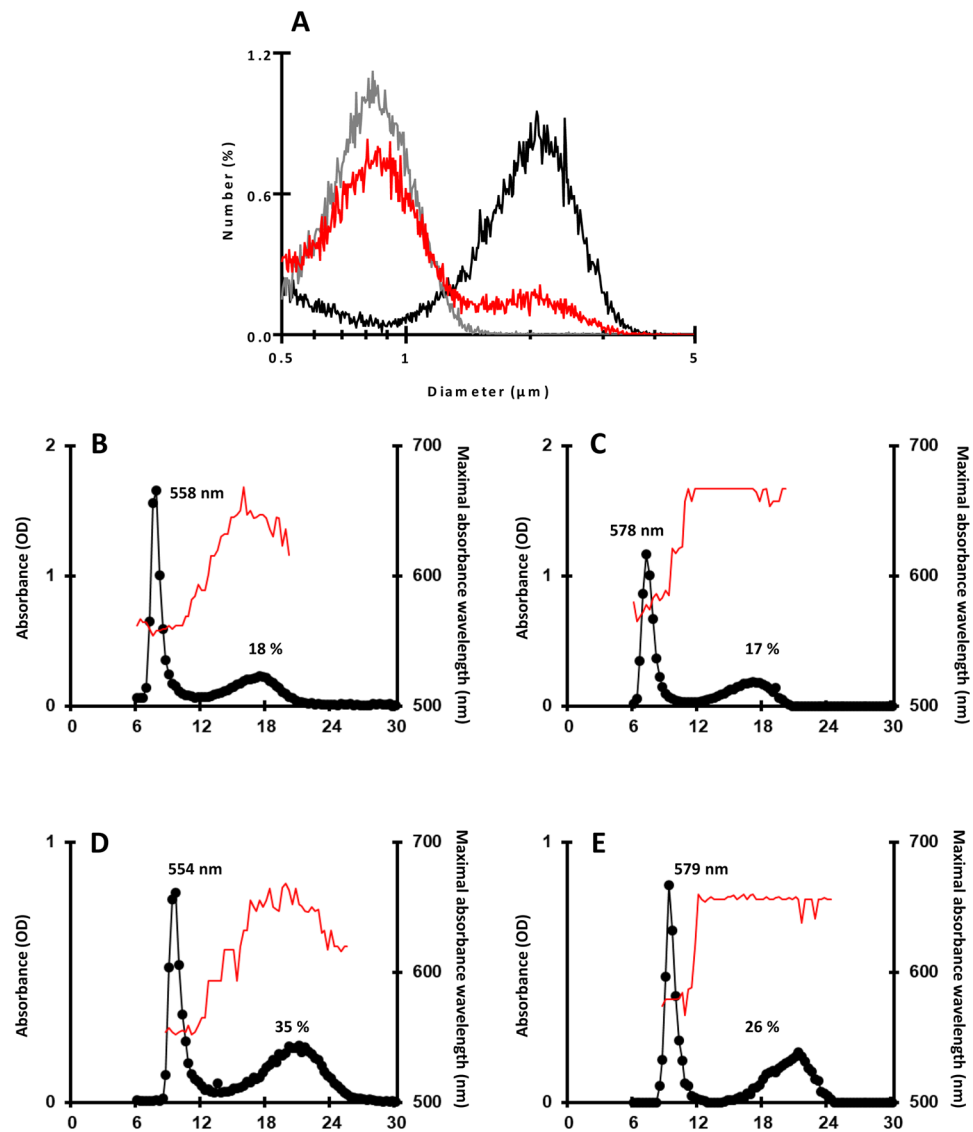 A
1.2
0.6
0.0
Number (%)
0.5 1 5
Diameter (µm)
B
2
1
0
Absorbance (OD)
558 nm
18 %
700
600
500
Maximal absorbance wavelength (nm)
0 6 12 18 24 30
C
2
1
0
Absorbance (OD)
578 nm
17 %
700
600
500
Maximal absorbance wavelength (nm)
0 6 12 18 24 30
D
1
0
Absorbance (OD)
554 nm
35 %
700
600
500
Maximal absorbance wavelength (nm)
0 6 12 18 24 30
E
1
0
Absorbance (OD)
579 nm
26 %
700
600
500
Maximal absorbance wavelength (nm)
0 6 12 18 24 30